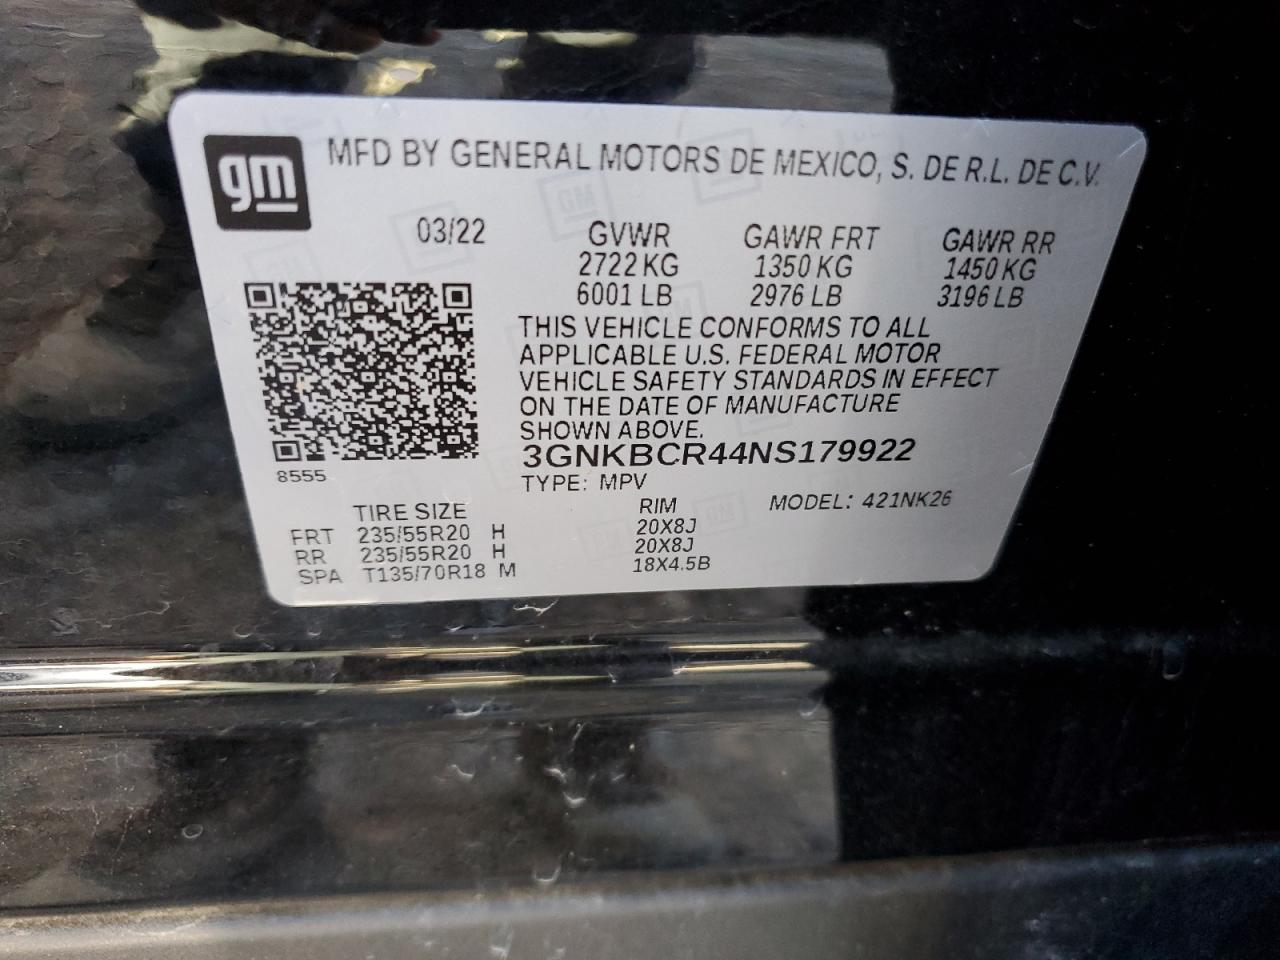 gm
MFD BY GENERAL MOTORS DE MEXICO, S. DE R.L. DE C.V.
03/22 GVWR GAWR FRT GAWR RR
2722 KG 1350 KG 1450 KG
6001 LB 2976 LB 3196 LB
THIS VEHICLE CONFORMS TO ALL
APPLICABLE U.S. FEDERAL MOTOR
VEHICLE SAFETY STANDARDS IN EFFECT
ON THE DATE OF MANUFACTURE
SHOWN ABOVE.
3GNKBCR44NS179922
8555
TYPE: MPV
MODEL: 421NK26
TIRE SIZE RIM
FRT 235/55R20 H 20X8J
RR 235/55R20 H 20X8J
SPA T135/70R18 M 18X4.5B